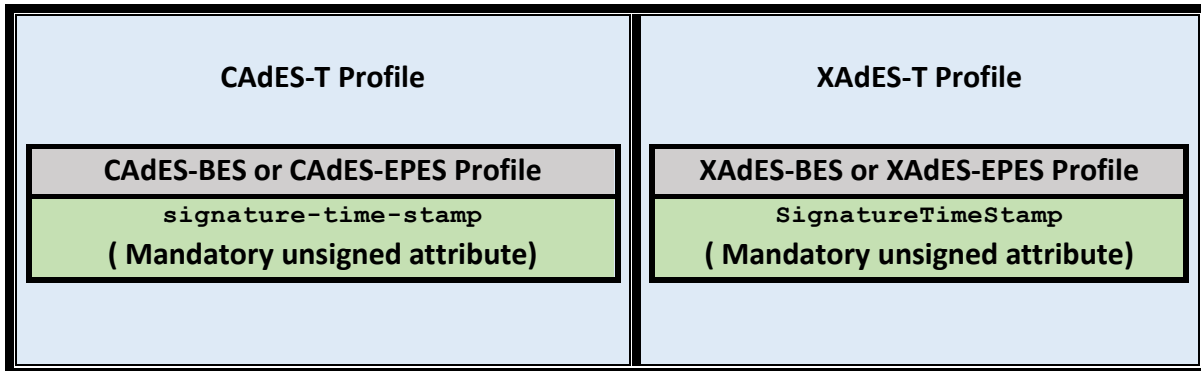 CAdES-T Profile
CAdES-BES or CAdES-EPES Profile
signature-time-stamp
( Mandatory unsigned attribute)
XAdES-T Profile
XAdES-BES or XAdES-EPES Profile
SignatureTimeStamp
( Mandatory unsigned attribute)